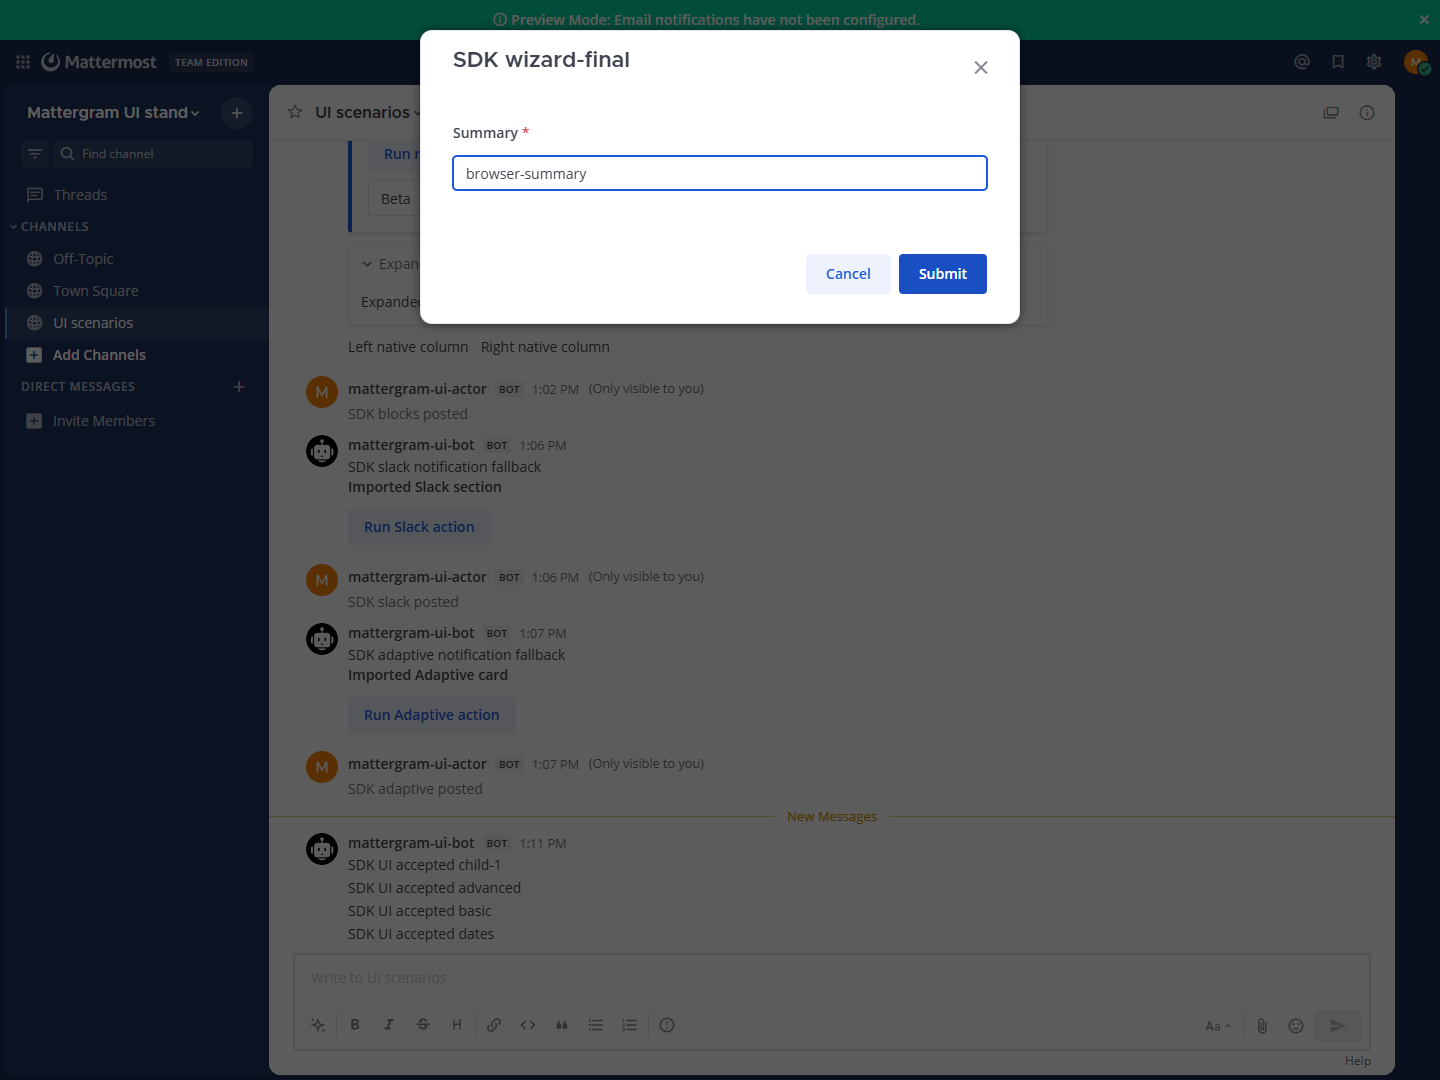 Preview Mode: Email notifications have not been configured.
Mattermost
TEAM EDITION
M
Mattergram UI stand
Find channel
Threads
CHANNELS
Off-Topic
Town Square
UI scenarios
Add Channels
DIRECT MESSAGES
Invite Members
UI scenarios
SDK wizard-final
Summary *
browser-summary
Cancel
Submit
Beta
Left native column Right native column
M
mattergram-ui-actor BOT 1:02 PM (Only visible to you)
SDK blocks posted
mattergram-ui-bot BOT 1:06 PM
SDK slack notification fallback
Imported Slack section
Run Slack action
M
mattergram-ui-actor BOT 1:06 PM (Only visible to you)
SDK slack posted
mattergram-ui-bot BOT 1:07 PM
SDK adaptive notification fallback
Imported Adaptive card
Run Adaptive action
M
mattergram-ui-actor BOT 1:07 PM (Only visible to you)
SDK adaptive posted
New Messages
mattergram-ui-bot BOT 1:11 PM
SDK UI accepted child-1
SDK UI accepted advanced
SDK UI accepted basic
SDK UI accepted dates
Write to UI scenarios
B I S H
Aa
Help